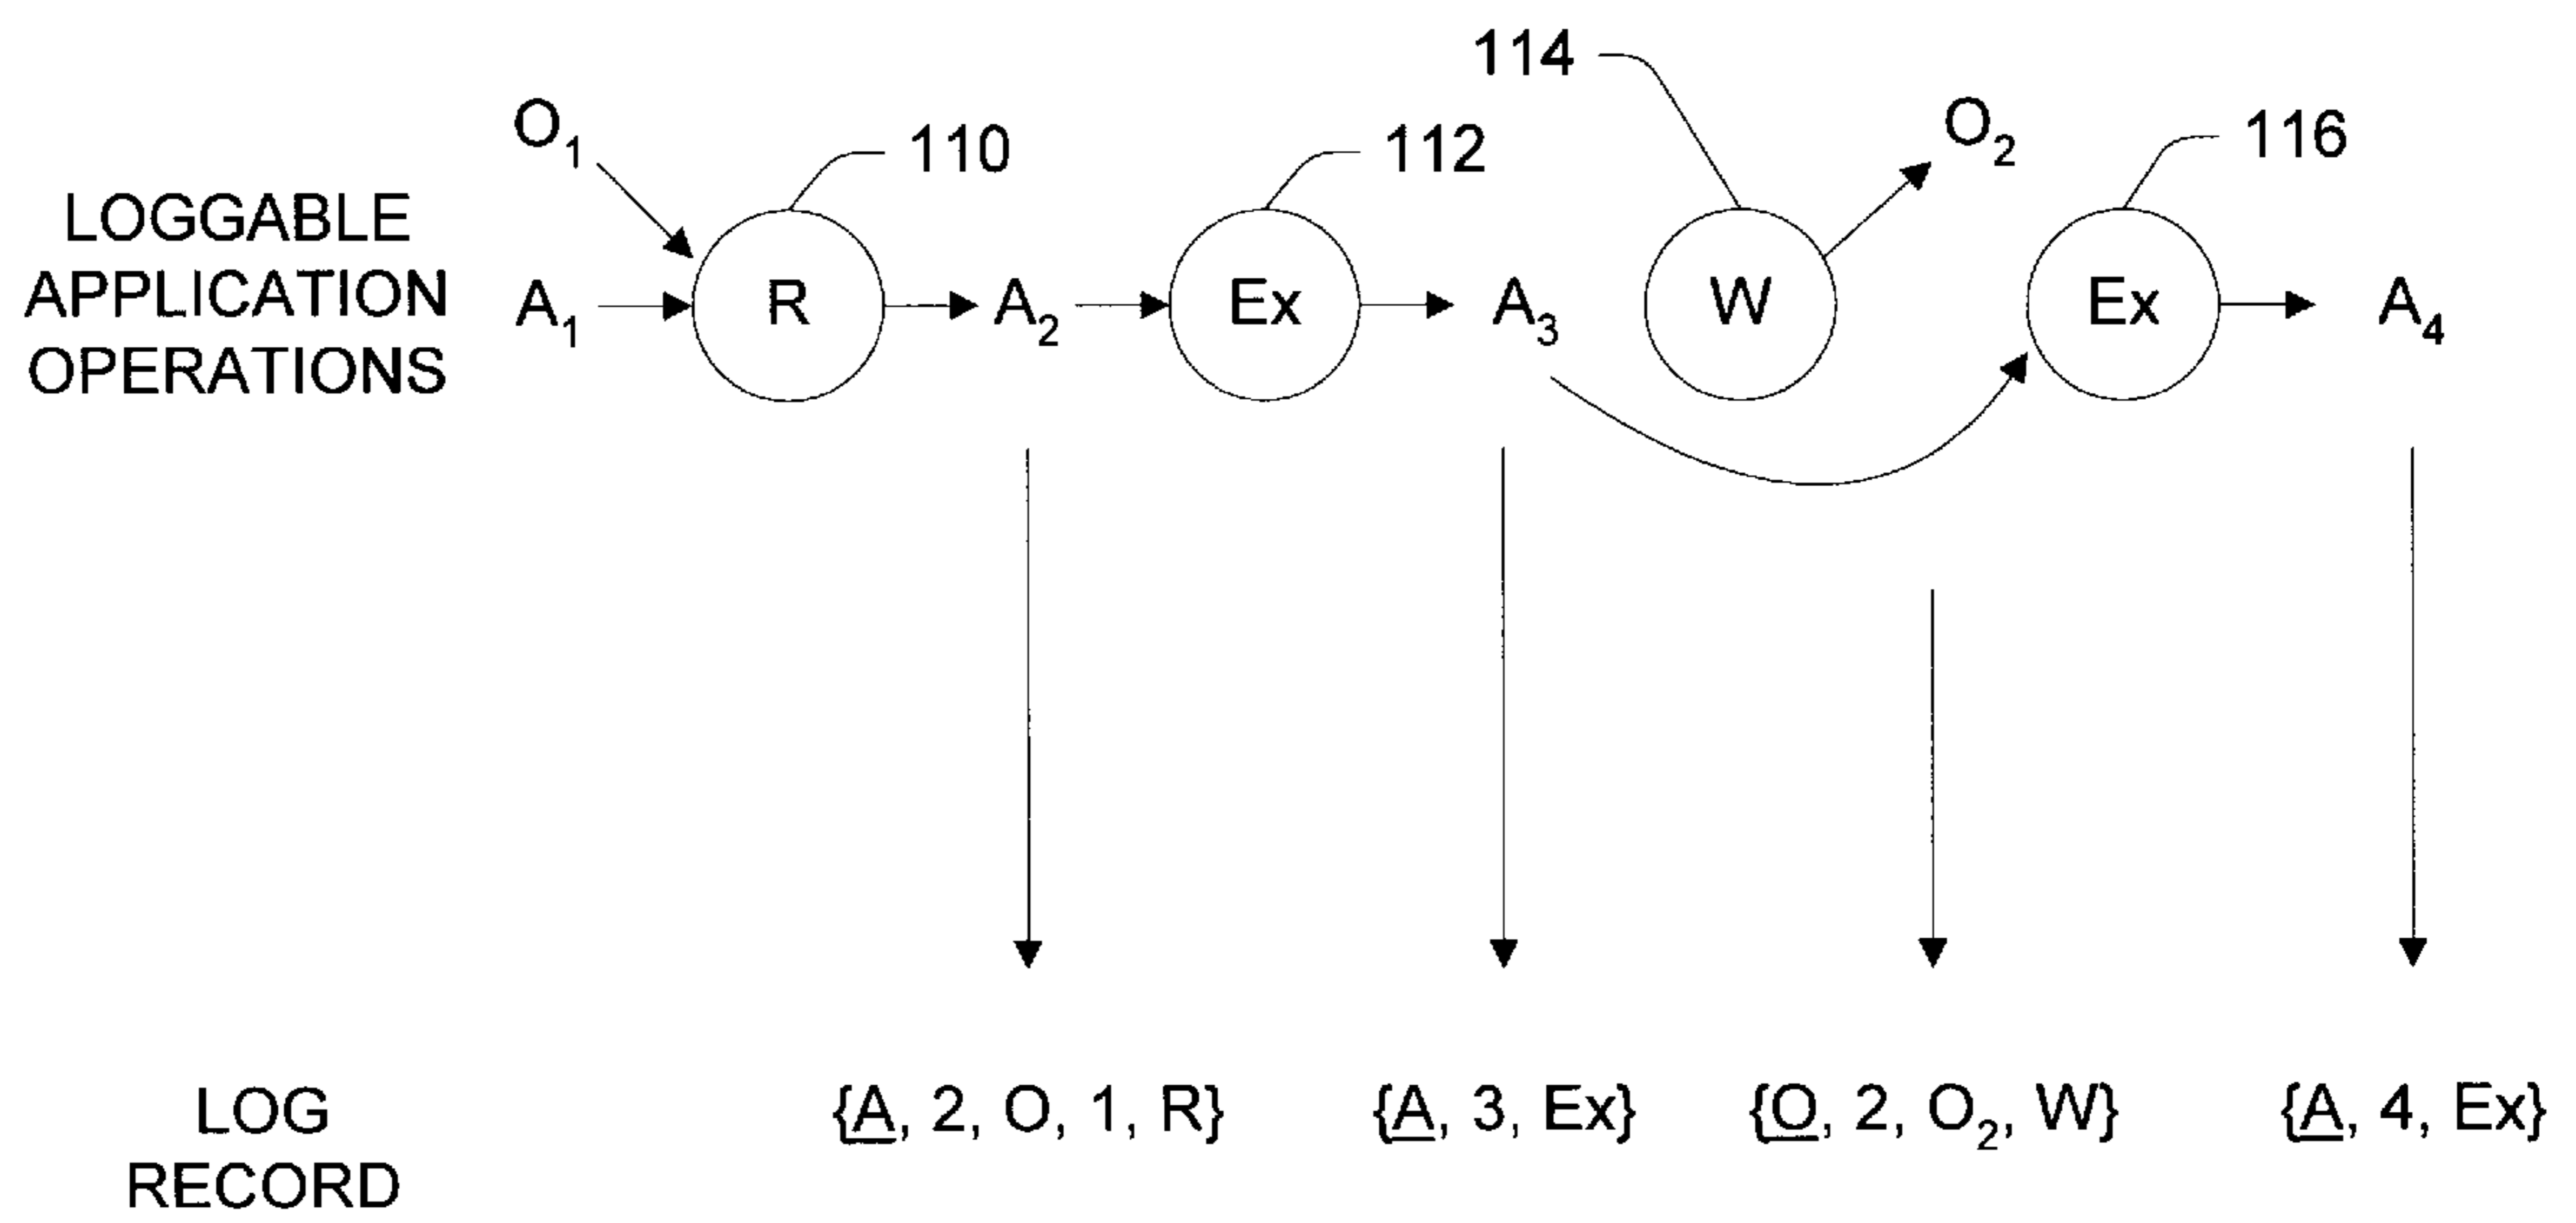 114
O₁
110
112
O₂
116
LOGGABLE
APPLICATION
OPERATIONS
A₁
R
A₂
Ex
A₃
W
Ex
A₄
LOG
RECORD
{A, 2, O, 1, R}
{A, 3, Ex}
{O, 2, O₂, W}
{A, 4, Ex}